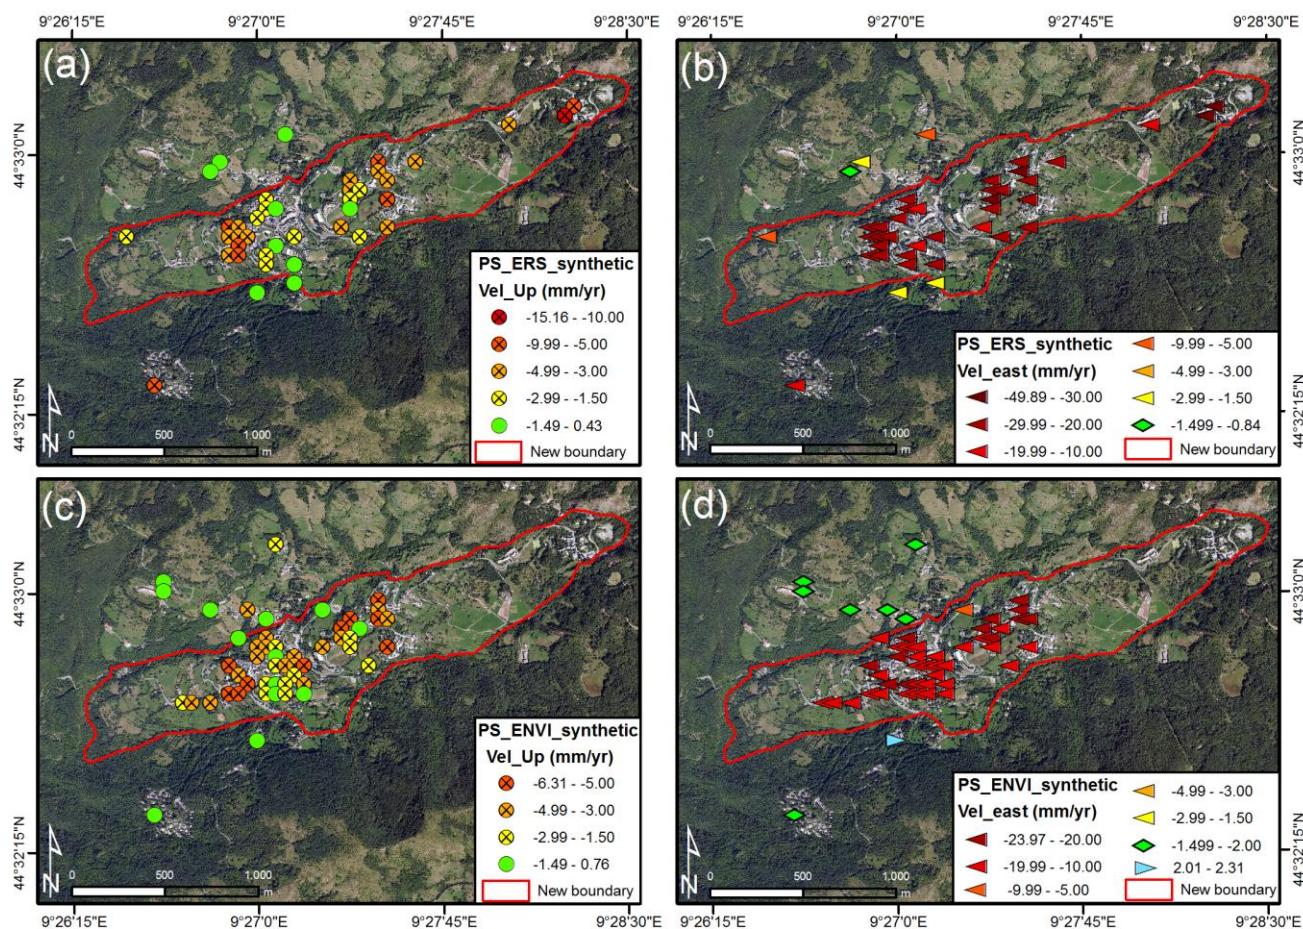 9°26'15"E 9°27'0"E 9°27'45"E 9°28'30"E 9°26'15"E 9°27'0"E 9°27'45"E 9°28'30"E
(a)
44°33'0"N
44°32'15"N
PS_ERS_synthetic
Vel_Up (mm/yr)
-15.16 - -10.00
-9.99 - -5.00
-4.99 - -3.00
-2.99 - -1.50
-1.49 - 0.43
New boundary
N
0 500 1.000
m
(b)
44°33'0"N
44°32'15"N
PS_ERS_synthetic
Vel_east (mm/yr)
-49.89 - -30.00
-29.99 - -20.00
-19.99 - -10.00
-9.99 - -5.00
-4.99 - -3.00
-2.99 - -1.50
-1.499 - -0.84
New boundary
N
0 500 1.000
m
(c)
44°33'0"N
44°32'15"N
PS_ENVI_synthetic
Vel_Up (mm/yr)
-6.31 - -5.00
-4.99 - -3.00
-2.99 - -1.50
-1.49 - 0.76
New boundary
N
0 500 1.000
m
(d)
44°33'0"N
44°32'15"N
PS_ENVI_synthetic
Vel_east (mm/yr)
-23.97 - -20.00
-19.99 - -10.00
-9.99 - -5.00
-4.99 - -3.00
-2.99 - -1.50
-1.499 - -2.00
2.01 - 2.31
New boundary
N
0 500 1.000
m
9°26'15"E 9°27'0"E 9°27'45"E 9°28'30"E 9°26'15"E 9°27'0"E 9°27'45"E 9°28'30"E